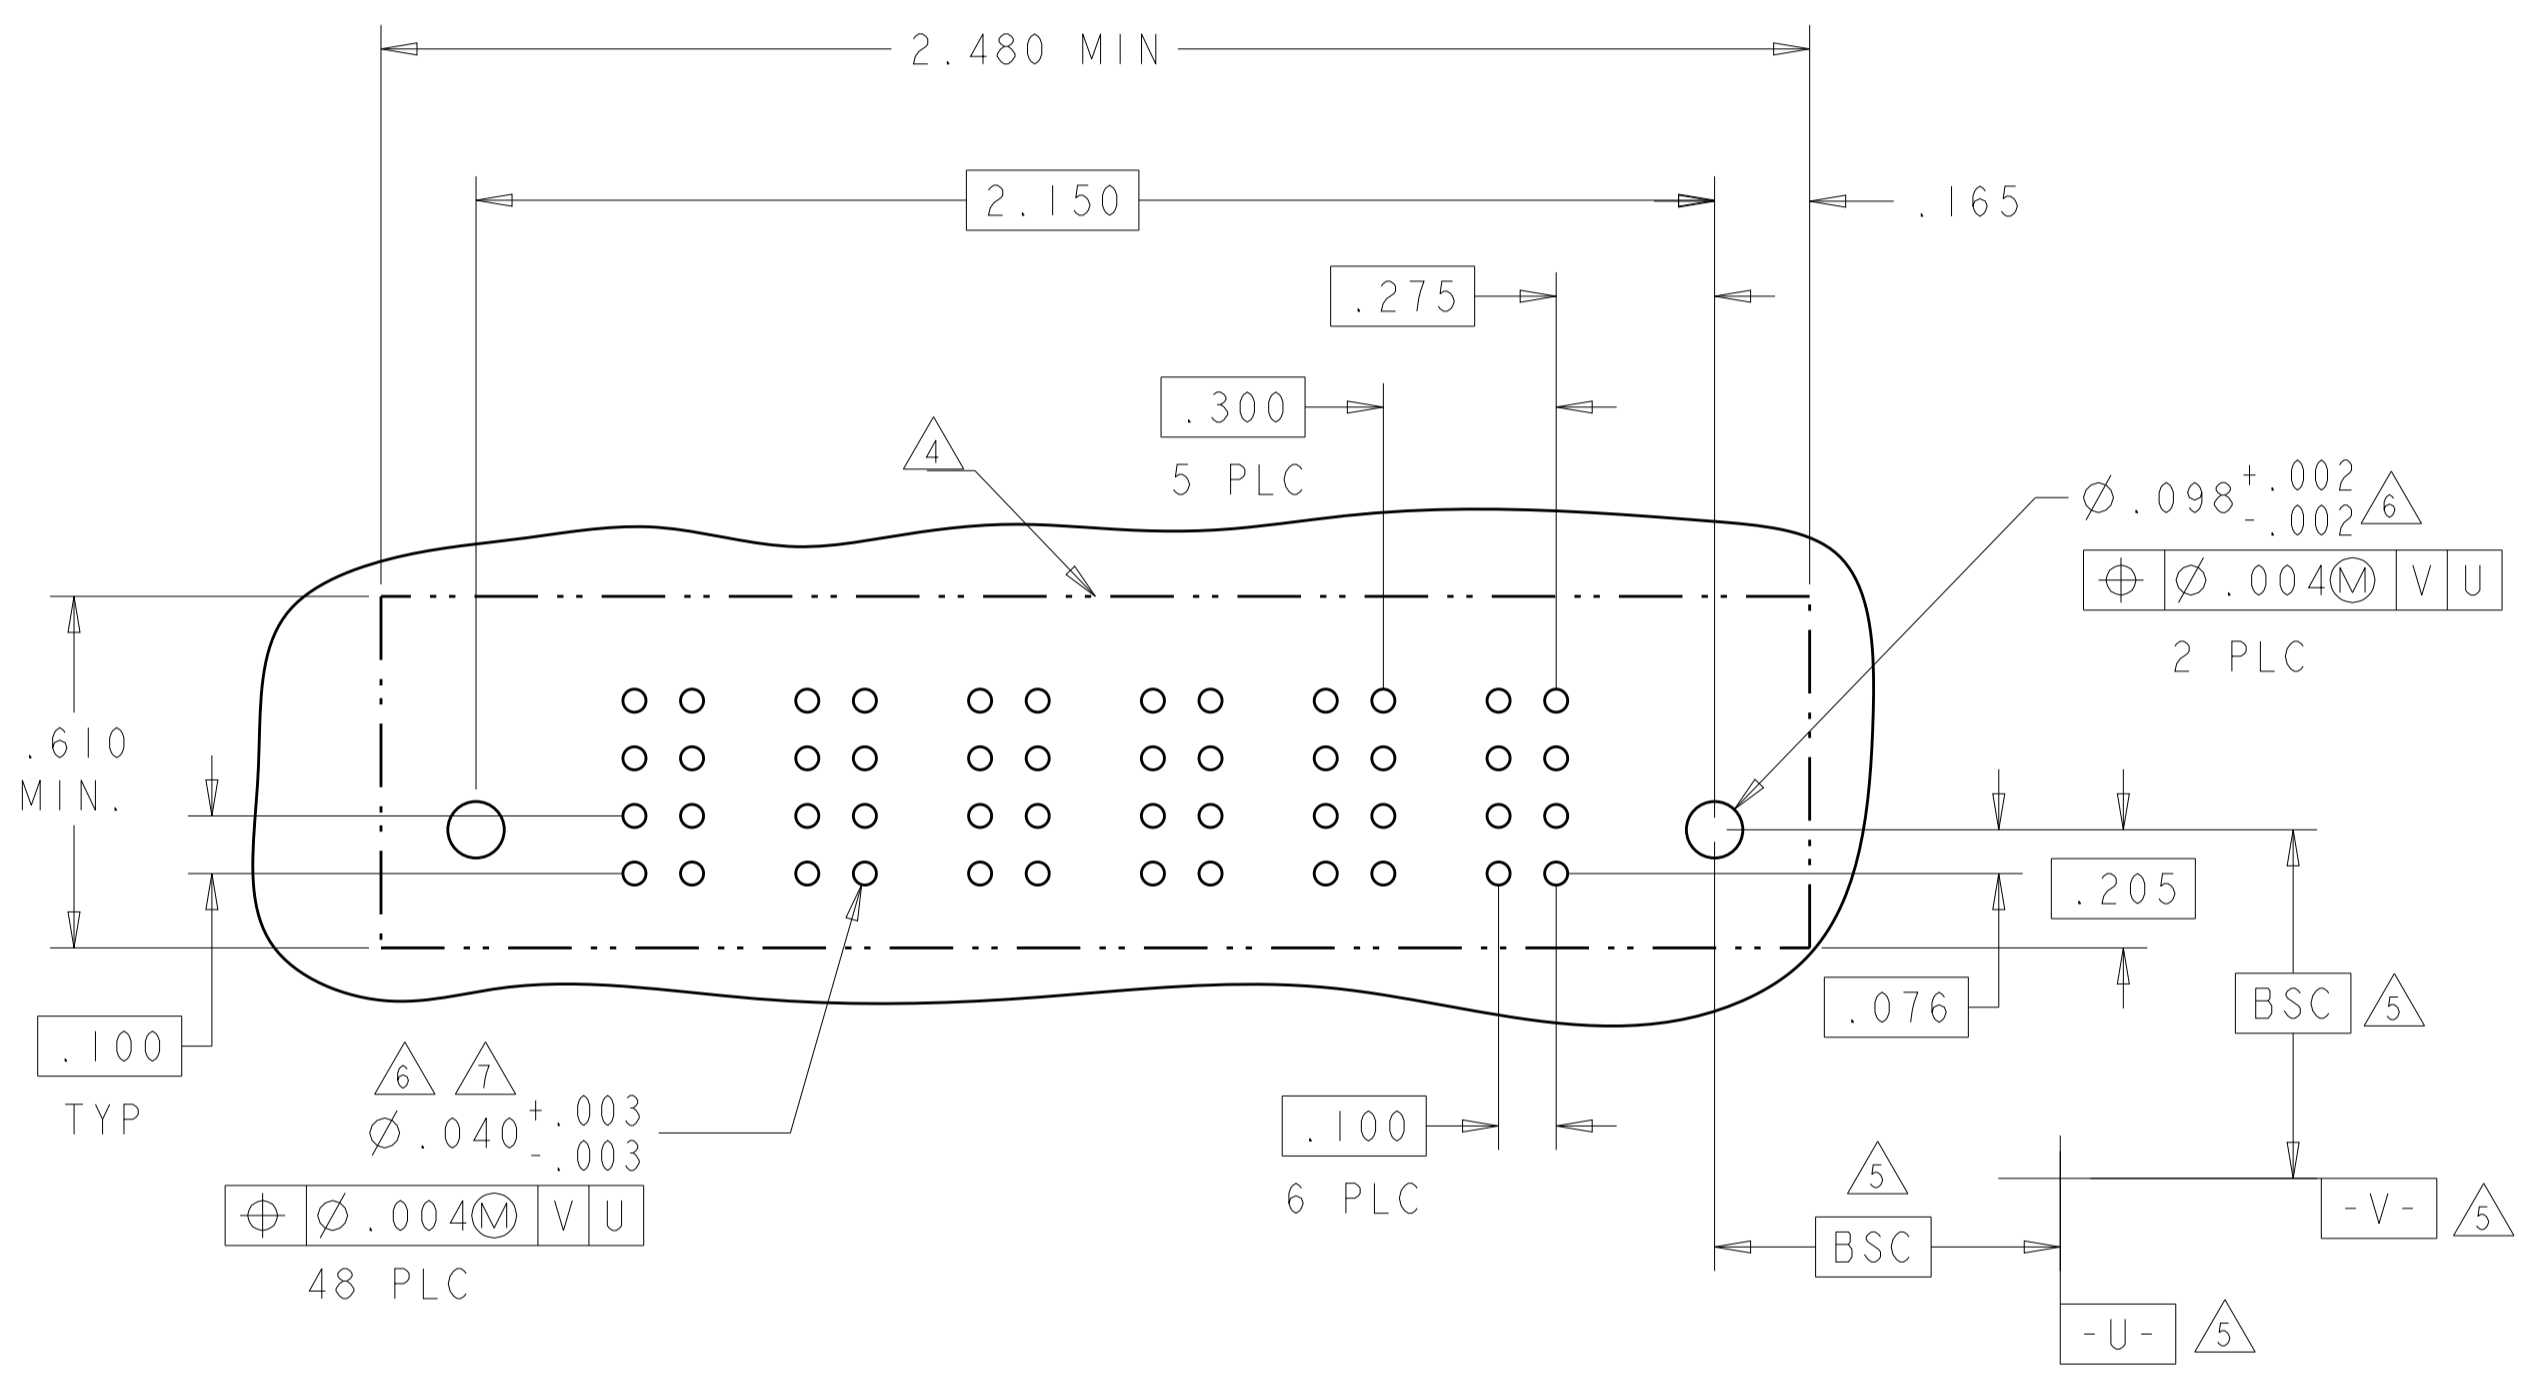 2.480 MIN
2.150
.165
.275
.300
5 PLC
4
⌀.098 +.002 -.002 6
⌖ ⌀.004Ⓜ V U
2 PLC
.610
MIN.
.205
.076
BSC 5
.100
TYP
6 7
⌀.040 +.003 -.003
⌖ ⌀.004Ⓜ V U
48 PLC
.100
6 PLC
5
BSC
-V- 5
-U- 5